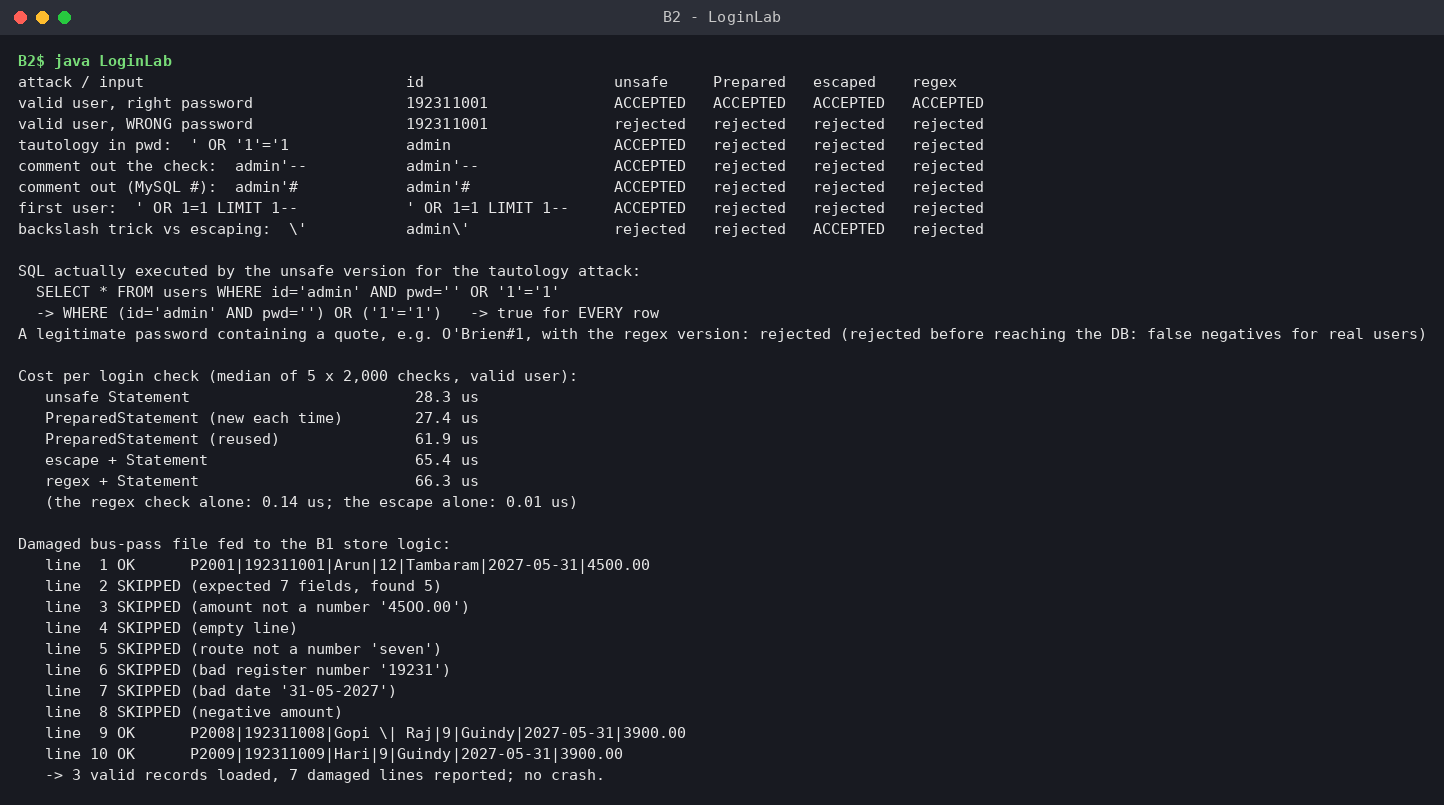 B2 - LoginLab
B2$ java LoginLab
attack / input                             id                     unsafe     Prepared   escaped    regex
valid user, right password                 192311001              ACCEPTED   ACCEPTED   ACCEPTED   ACCEPTED
valid user, WRONG password                 192311001              rejected   rejected   rejected   rejected
tautology in pwd:  ' OR '1'='1             admin                  ACCEPTED   rejected   rejected   rejected
comment out the check:  admin'--           admin'--               ACCEPTED   rejected   rejected   rejected
comment out (MySQL #):  admin'#            admin'#                ACCEPTED   rejected   rejected   rejected
first user:  ' OR 1=1 LIMIT 1--            ' OR 1=1 LIMIT 1--     ACCEPTED   rejected   rejected   rejected
backslash trick vs escaping:  \'           admin\'                rejected   rejected   ACCEPTED   rejected
SQL actually executed by the unsafe version for the tautology attack:
  SELECT * FROM users WHERE id='admin' AND pwd='' OR '1'='1'
  -> WHERE (id='admin' AND pwd='') OR ('1'='1')   -> true for EVERY row
A legitimate password containing a quote, e.g. O'Brien#1, with the regex version: rejected (rejected before reaching the DB: false negatives for real users)
Cost per login check (median of 5 x 2,000 checks, valid user):
   unsafe Statement                         28.3 us
   PreparedStatement (new each time)        27.4 us
   PreparedStatement (reused)               61.9 us
   escape + Statement                       65.4 us
   regex + Statement                        66.3 us
   (the regex check alone: 0.14 us; the escape alone: 0.01 us)
Damaged bus-pass file fed to the B1 store logic:
   line  1 OK      P2001|192311001|Arun|12|Tambaram|2027-05-31|4500.00
   line  2 SKIPPED (expected 7 fields, found 5)
   line  3 SKIPPED (amount not a number '45OO.00')
   line  4 SKIPPED (empty line)
   line  5 SKIPPED (route not a number 'seven')
   line  6 SKIPPED (bad register number '19231')
   line  7 SKIPPED (bad date '31-05-2027')
   line  8 SKIPPED (negative amount)
   line  9 OK      P2008|192311008|Gopi \| Raj|9|Guindy|2027-05-31|3900.00
   line 10 OK      P2009|192311009|Hari|9|Guindy|2027-05-31|3900.00
   -> 3 valid records loaded, 7 damaged lines reported; no crash.